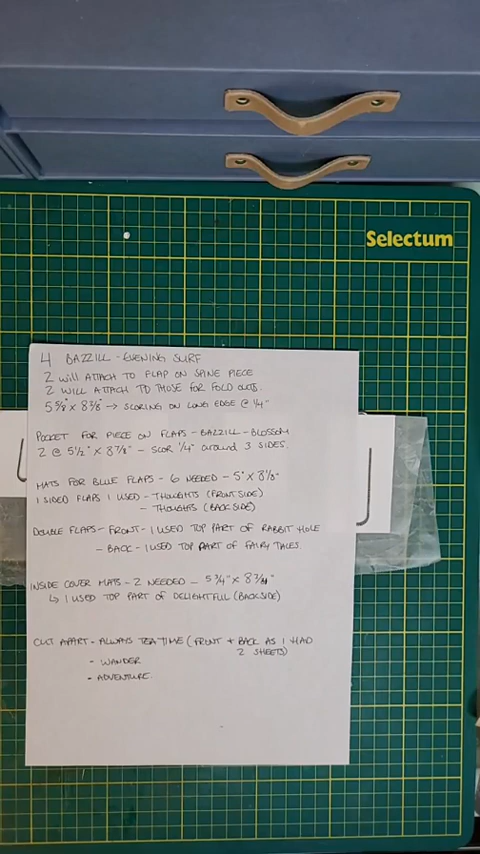 Selectum
4 BAZZILL - EVENING SURF
2 will ATTACH TO FLAP ON SPINE PIECE
2 WILL ATTACH TO THOSE FOR FOLD OUTS.
5 5/8" x 8 3/8" → SCORING ON LONG EDGE @ 1/4"
POCKET FOR PIECE ON FLAPS - BAZZILL - BLOSSOM
2 @ 5 1/2" x 8 7/8" - SCOR 1/4" around 3 SIDES.
MATS FOR BLUE FLAPS - 6 NEEDED - 5" x 8 1/8"
1 SIDED FLAPS I USED - THOUGHTS (FRONT SIDE)
- THOUGHTS (BACK SIDE)
DOUBLE FLAPS - FRONT - I USED TOP PART OF RABBIT HOLE
- BACK - I USED TOP PART OF FAIRY TALES.
INSIDE COVER MATS - 2 NEEDED - 5 3/4" x 8 3/4"
↳ I USED TOP PART OF DELIGHTFUL (BACKSIDE)
CUT APART - ALWAYS TEA TIME (FRONT + BACK AS I HAD
2 SHEETS)
- WANDER
- ADVENTURE.